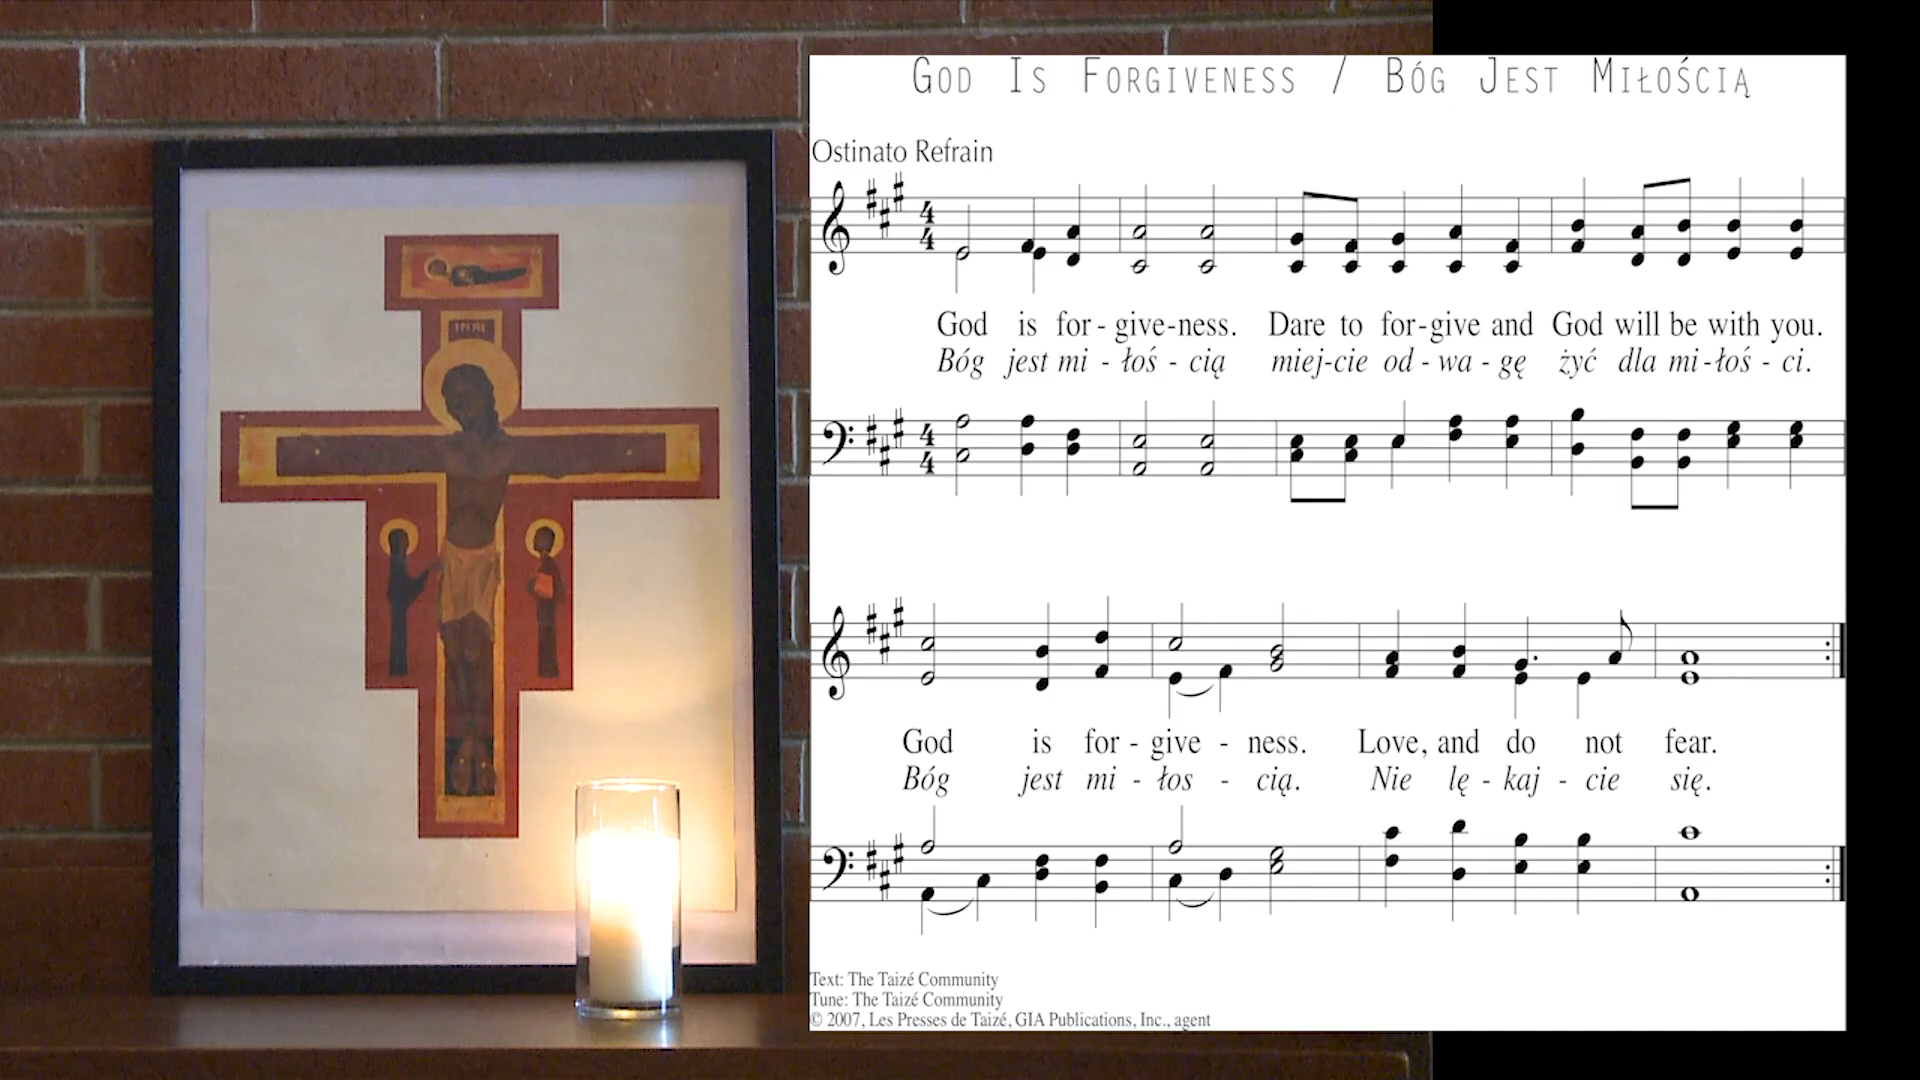 God Is Forgiveness / Bóg Jest Miłością
Ostinato Refrain
God is for - give - ness. Dare to for - give and God will be with you.
Bóg jest mi - łoś - cią miej - cie od - wa - gę żyć dla mi - łoś - ci.
God is for - give - ness. Love, and do not fear.
Bóg jest mi - łos - cią. Nie lę - kaj - cie się.
Text: The Taizé Community
Tune: The Taizé Community
© 2007, Les Presses de Taizé, GIA Publications, Inc., agent
INRI